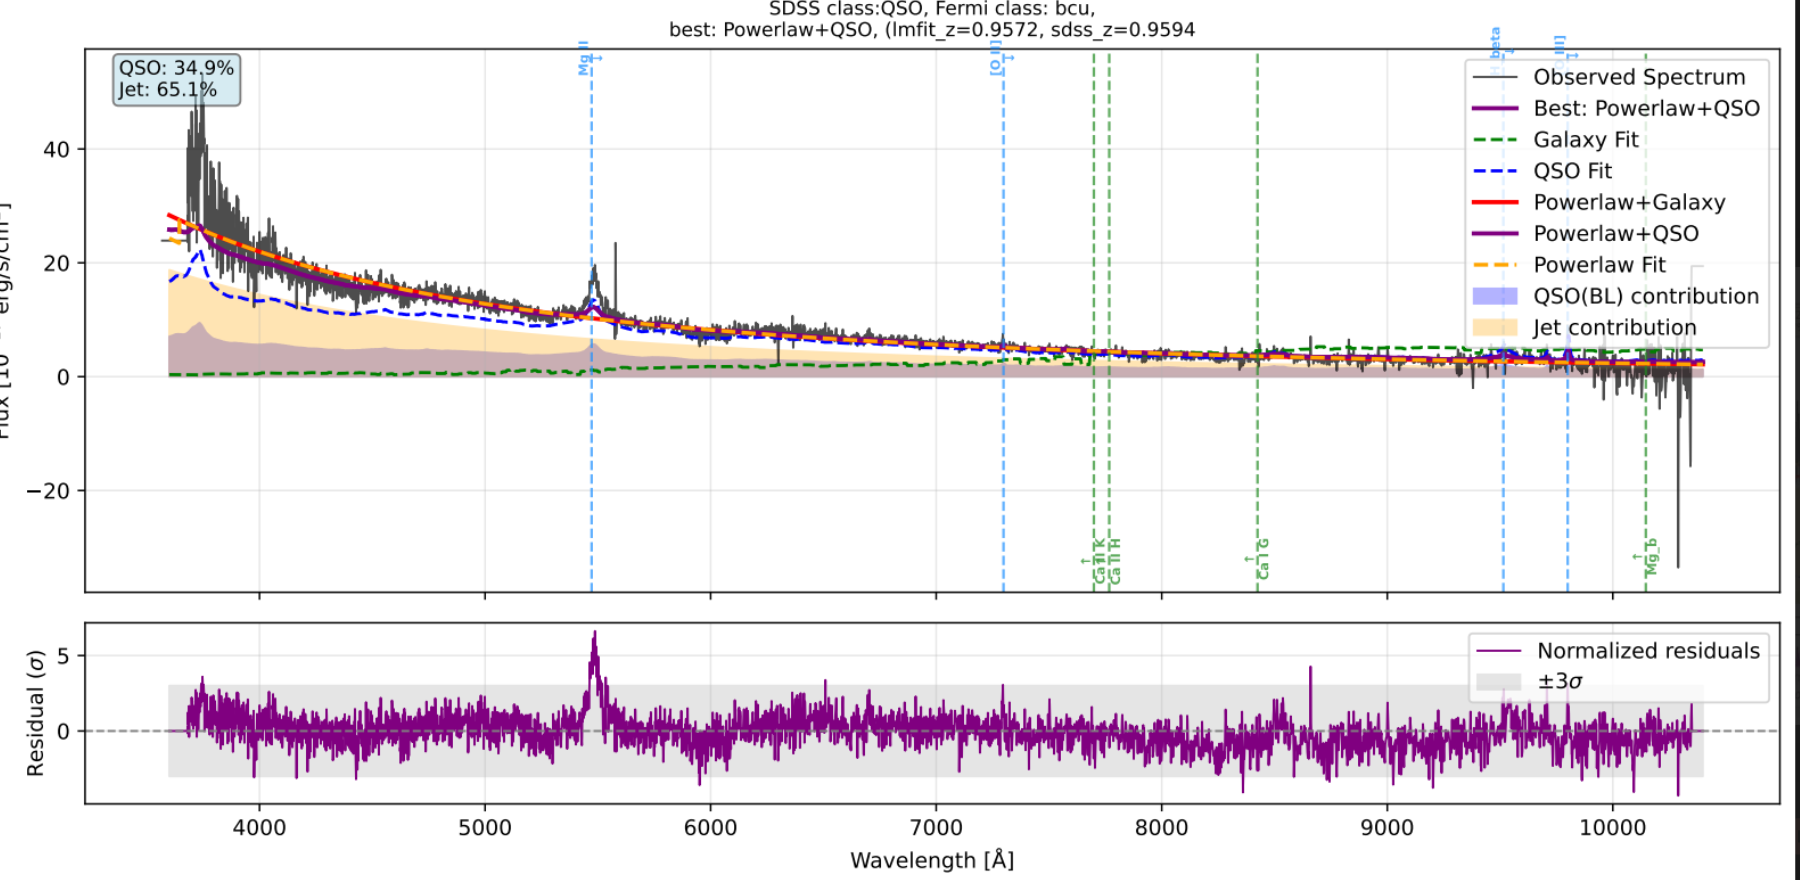 SDSS class:QSO, Fermi class: bcu,
best: Powerlaw+QSO, (lmfit_z=0.9572, sdss_z=0.9594
QSO: 34.9%
Jet: 65.1%
Mg II
[O II]
H_beta
Observed Spectrum
Best: Powerlaw+QSO
Galaxy Fit
QSO Fit
Powerlaw+Galaxy
Powerlaw+QSO
Powerlaw Fit
QSO(BL) contribution
Jet contribution
40
20
0
−20
Ca II K
Ca II H
Ca I G
Mg_b
Normalized residuals
±3σ
Residual (σ)
5
0
4000 5000 6000 7000 8000 9000 10000
Wavelength [Å]